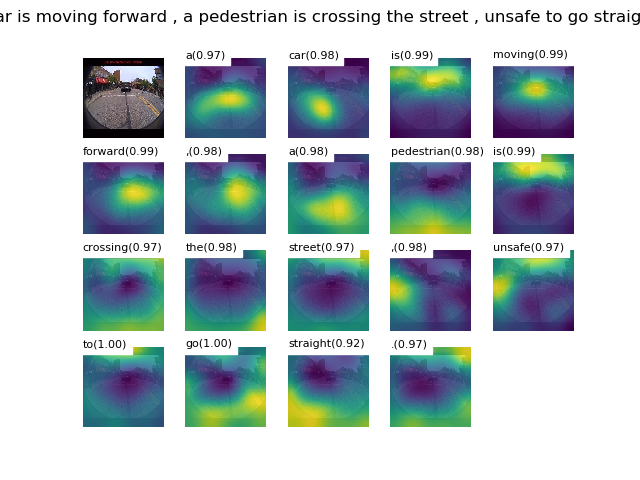 ar is moving forward , a pedestrian is crossing the street , unsafe to go straig
a(0.97) car(0.98) is(0.99) moving(0.99)
forward(0.99) ,(0.98) a(0.98) pedestrian(0.98) is(0.99)
crossing(0.97) the(0.98) street(0.97) ,(0.98) unsafe(0.97)
to(1.00) go(1.00) straight(0.92) .(0.97)